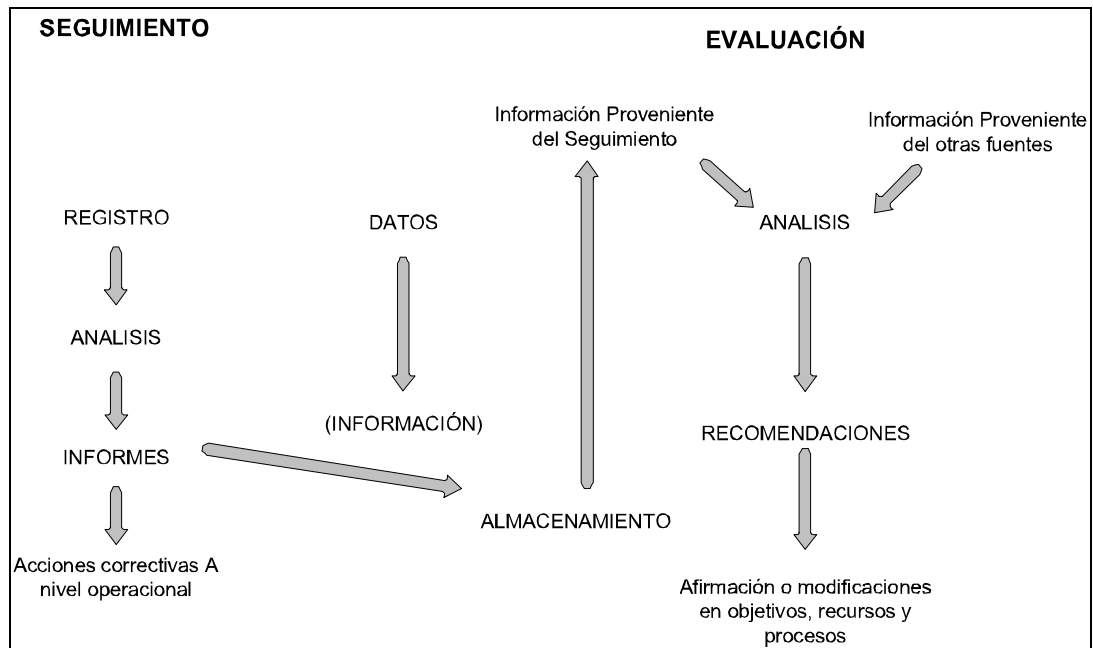 SEGUIMIENTO
EVALUACIÓN
Información Proveniente
del Seguimiento
Información Proveniente
del otras fuentes
REGISTRO
DATOS
ANALISIS
ANALISIS
(INFORMACIÓN)
RECOMENDACIONES
INFORMES
ALMACENAMIENTO
Acciones correctivas A
nivel operacional
Afirmación o modificaciones
en objetivos, recursos y
procesos